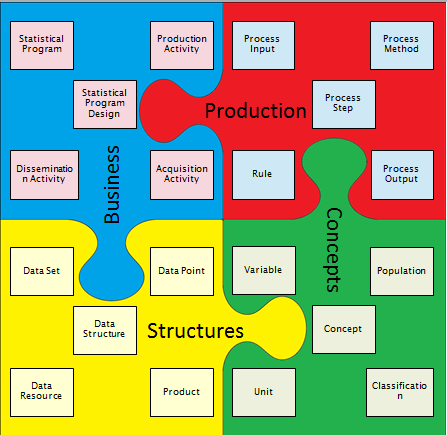 Statistical
Program
Production
Activity
Process
Input
Process
Method
Statistical
Program
Design
Production
Process
Step
Business
Disseminatio
n Activity
Acquisition
Activity
Rule
Process
Output
Concepts
Data Set
Data Point
Variable
Population
Data
Structure
Structures
Concept
Data
Resource
Product
Unit
Classificatio
n